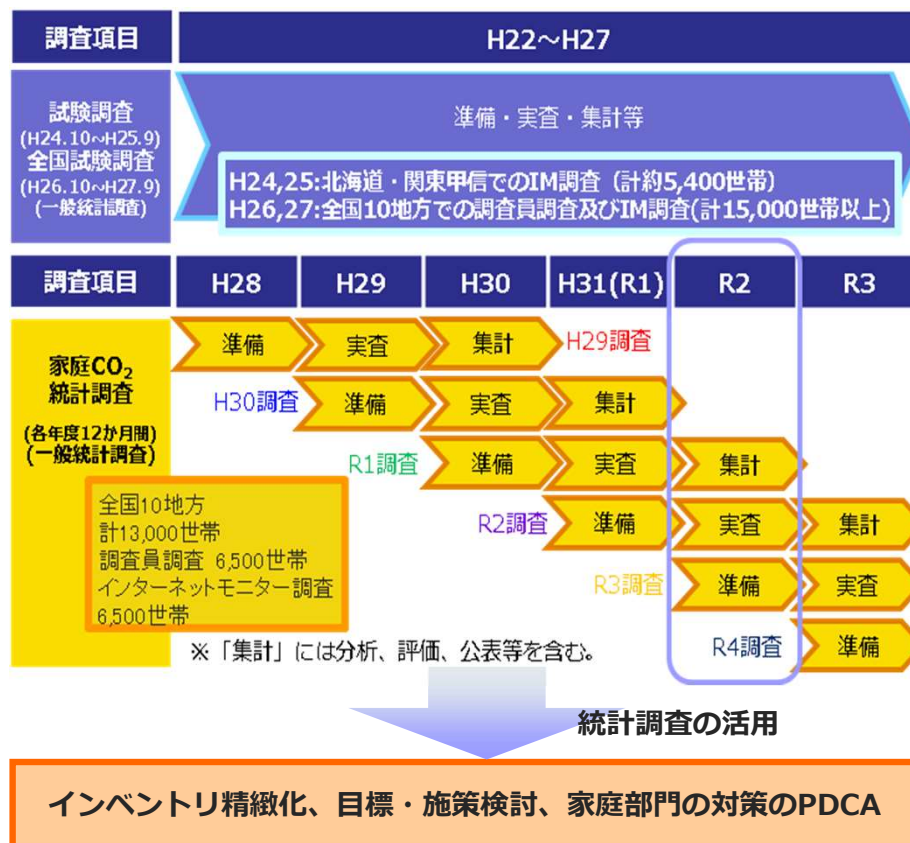 調査項目
H22～H27
試験調査
(H24.10～H25.9)
全国試験調査
(H26.10～H27.9)
(一般統計調査)
準備・実査・集計等
H24,25:北海道・関東甲信でのIM調査（計約5,400世帯）
H26,27:全国10地方での調査員調査及びIM調査(計15,000世帯以上)
調査項目
H28
H29
H30
H31(R1)
R2
R3
家庭CO2
統計調査
(各年度12か月間)
(一般統計調査)
準備
実査
集計
H29調査
H30調査
準備
実査
集計
R1調査
準備
実査
集計
R2調査
準備
実査
集計
R3調査
準備
実査
R4調査
準備
全国10地方
計13,000世帯
調査員調査 6,500世帯
インターネットモニター調査
6,500世帯
※「集計」には分析、評価、公表等を含む。
統計調査の活用
インベントリ精緻化、目標・施策検討、家庭部門の対策のPDCA